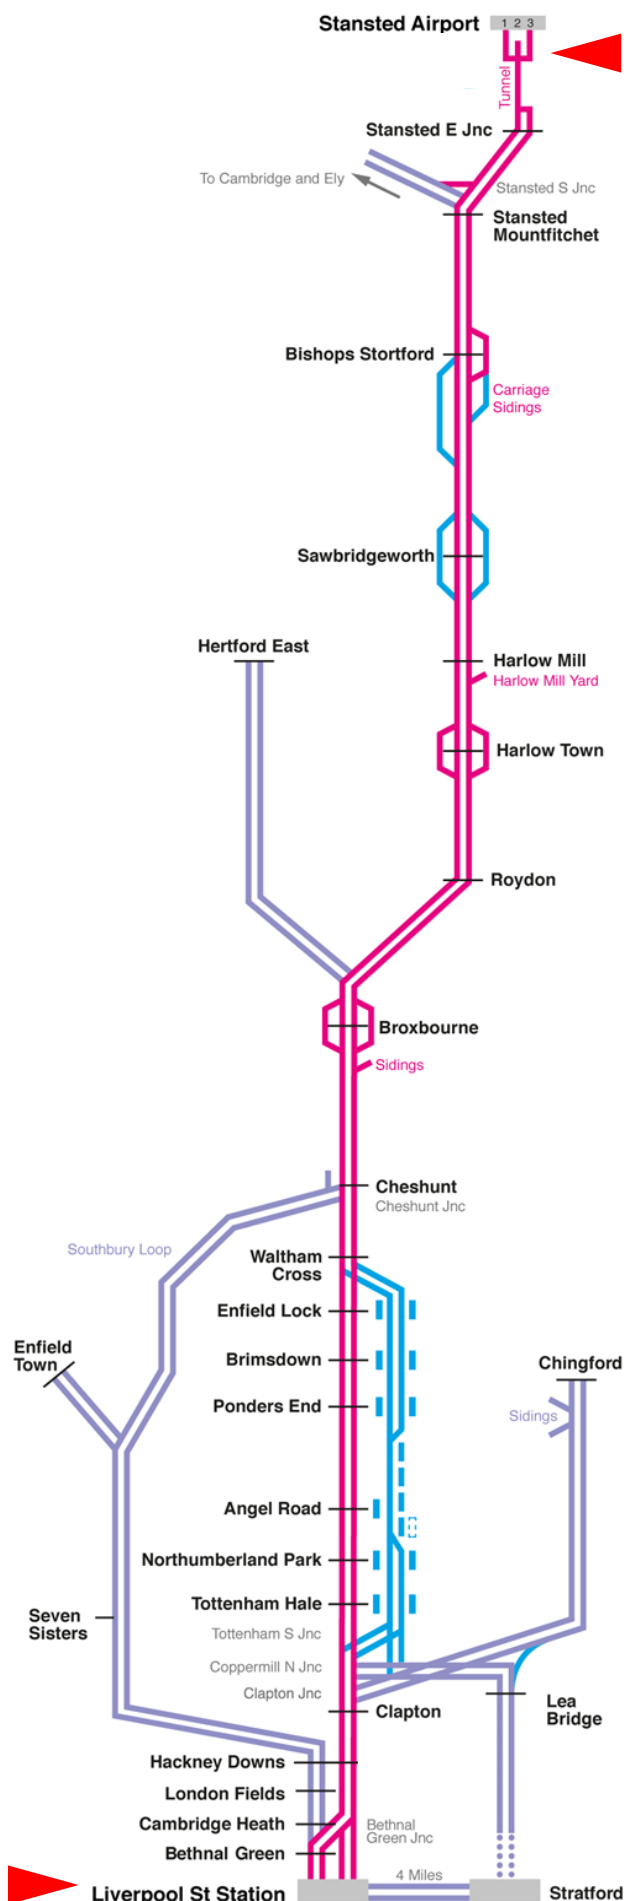 Stansted Airport
1 2 3
Tunnel
Stansted E Jnc
To Cambridge and Ely
Stansted S Jnc
Stansted
Mountfitchet
Bishops Stortford
Carriage
Sidings
Sawbridgeworth
Hertford East
Harlow Mill
Harlow Mill Yard
Harlow Town
Roydon
Broxbourne
Sidings
Cheshunt
Cheshunt Jnc
Southbury Loop
Waltham
Cross
Enfield Lock
Enfield
Town
Brimsdown
Chingford
Ponders End
Sidings
Angel Road
Northumberland Park
Tottenham Hale
Seven
Sisters
Tottenham S Jnc
Coppermill N Jnc
Clapton Jnc
Clapton
Lea
Bridge
Hackney Downs
London Fields
Cambridge Heath
Bethnal
Green Jnc
Bethnal Green
4 Miles
Liverpool St Station
Stratford